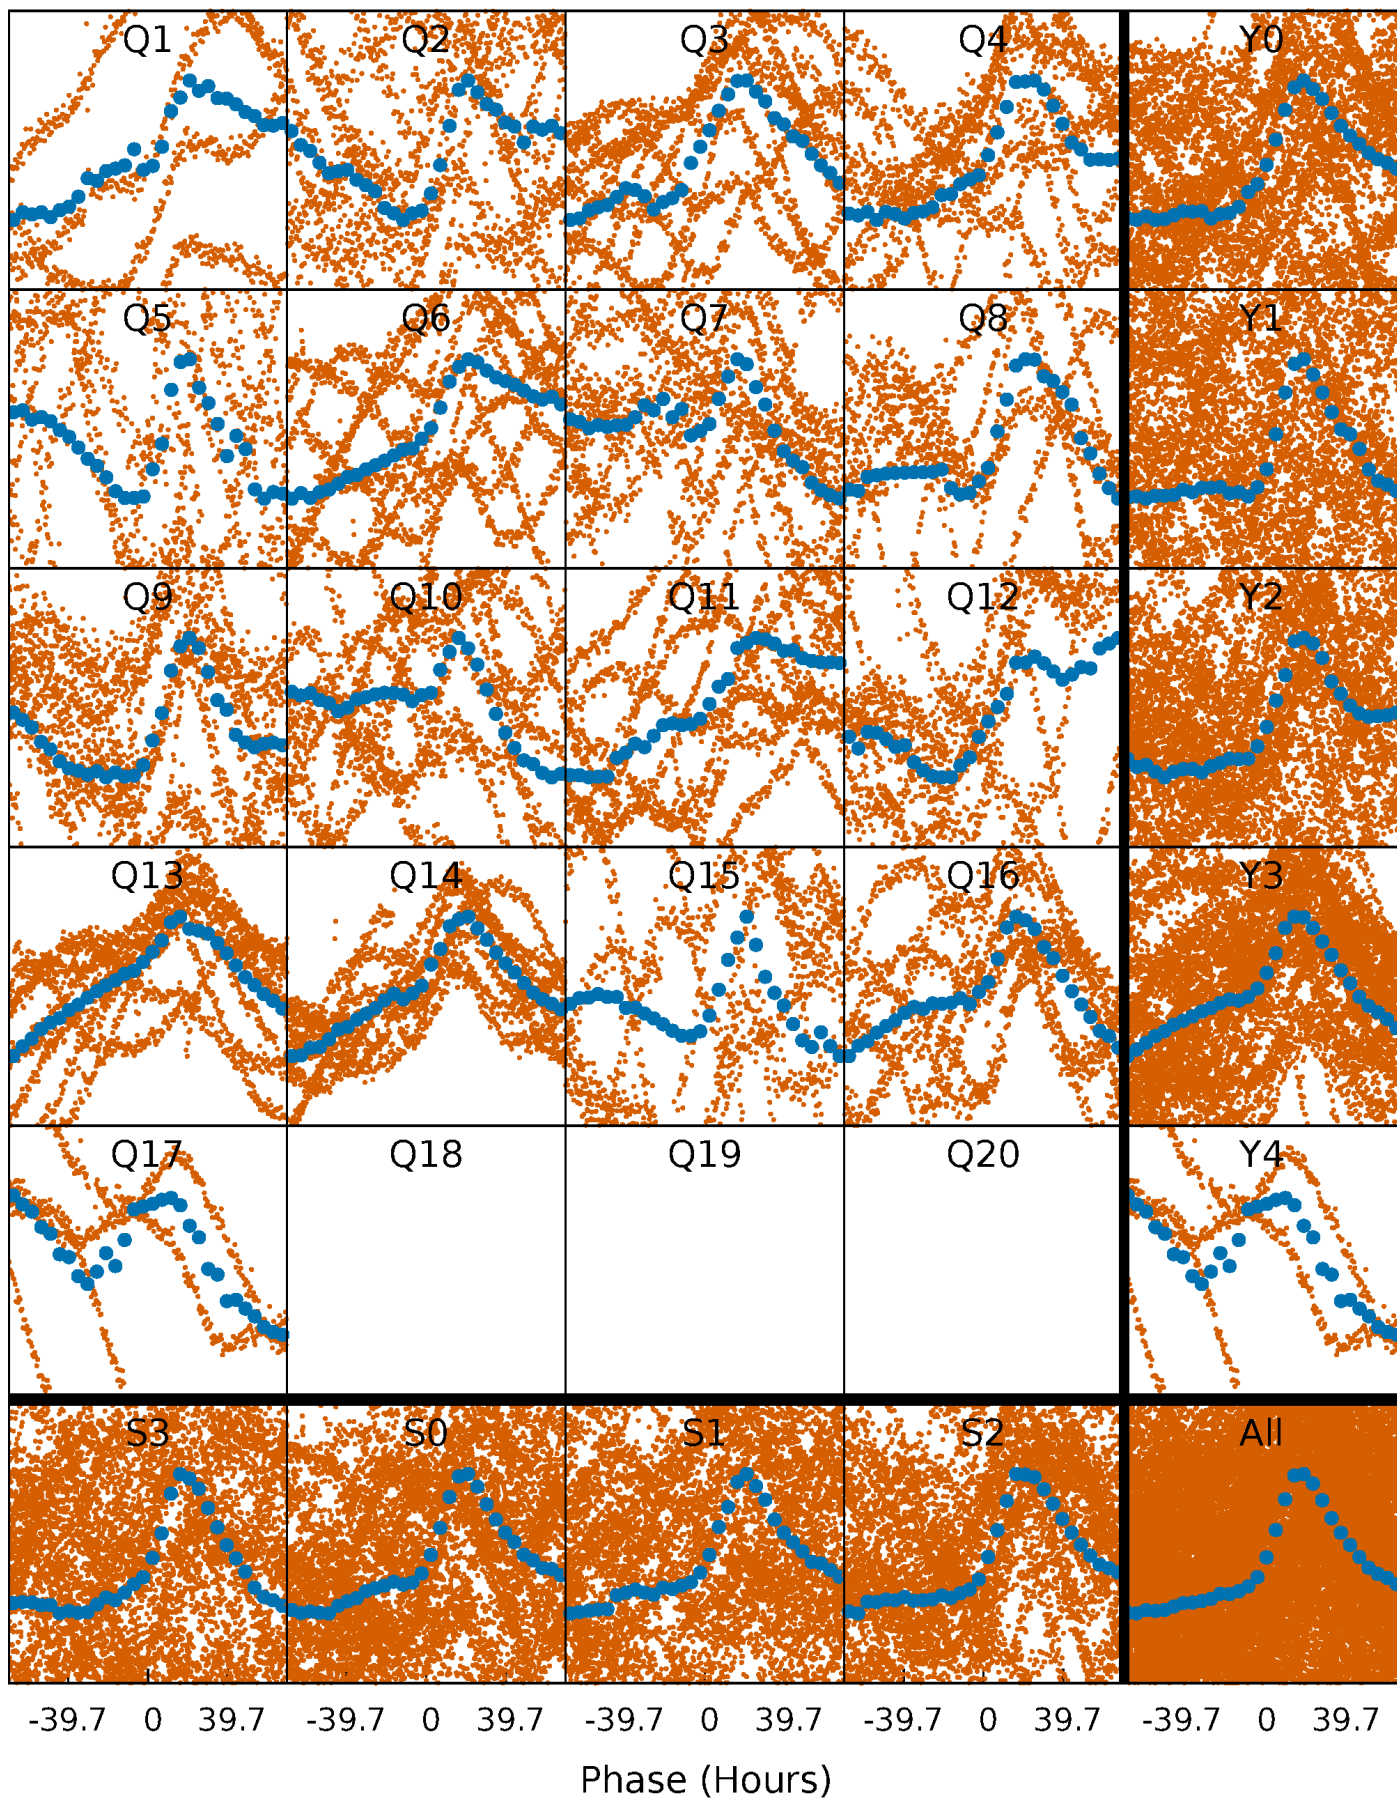 Q1 Q2 Q3 Q4 Y0
Q5 Q6 Q7 Q8 Y1
Q9 Q10 Q11 Q12 Y2
Q13 Q14 Q15 Q16 Y3
Q17 Q18 Q19 Q20 Y4
S3 S0 S1 S2 All
-39.7 0 39.7 -39.7 0 39.7 -39.7 0 39.7 -39.7 0 39.7 -39.7 0 39.7
Phase (Hours)